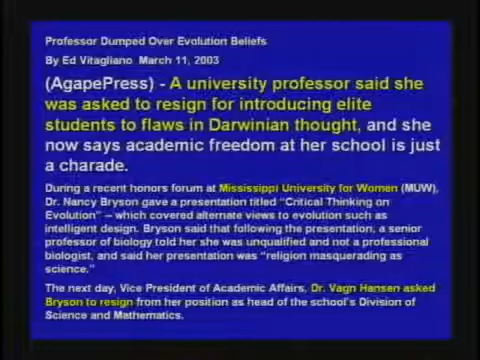 Professor Dumped Over Evolution Beliefs
By Ed Vitagliano  March 11, 2003
(AgapePress) - A university professor said she
was asked to resign for introducing elite
students to flaws in Darwinian thought, and she
now says academic freedom at her school is just
a charade.
During a recent honors forum at Mississippi University for Women (MUW),
Dr. Nancy Bryson gave a presentation titled "Critical Thinking on
Evolution" – which covered alternate views to evolution such as
intelligent design. Bryson said that following the presentation, a senior
professor of biology told her she was unqualified and not a professional
biologist, and said her presentation was "religion masquerading as
science."
The next day, Vice President of Academic Affairs, Dr. Vagn Hansen asked
Bryson to resign from her position as head of the school's Division of
Science and Mathematics.